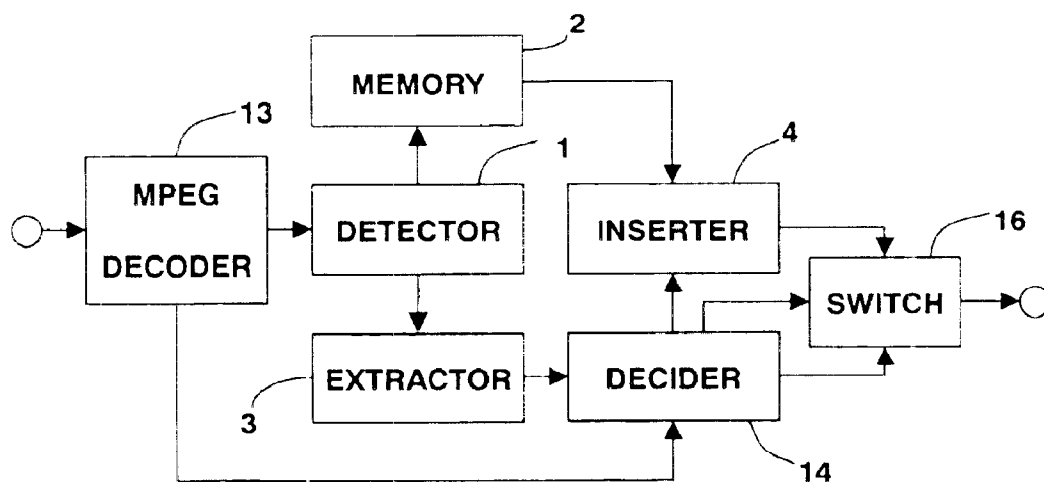 2
MEMORY
13
MPEG
DECODER
1
DETECTOR
4
INSERTER
16
SWITCH
3
EXTRACTOR
DECIDER
14